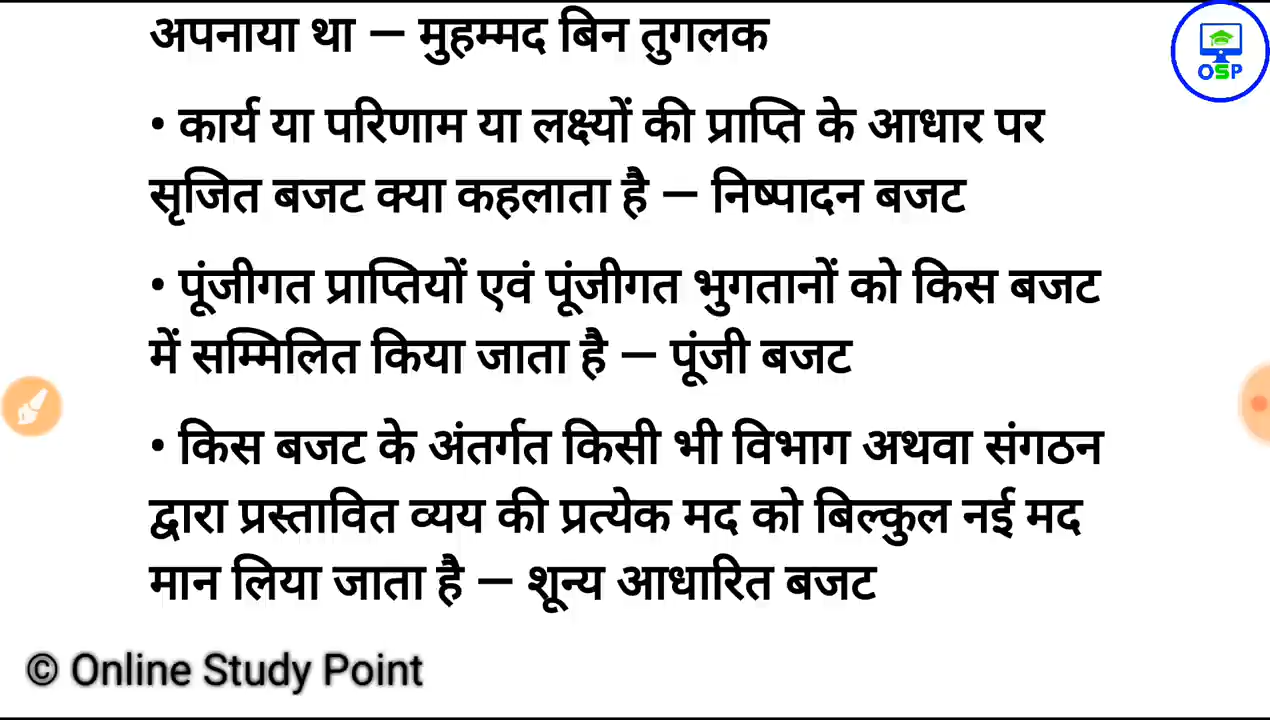 अपनाया था — मुहम्मद बिन तुगलक
OSP
• कार्य या परिणाम या लक्ष्यों की प्राप्ति के आधार पर
सृजित बजट क्या कहलाता है — निष्पादन बजट
• पूंजीगत प्राप्तियों एवं पूंजीगत भुगतानों को किस बजट
में सम्मिलित किया जाता है — पूंजी बजट
• किस बजट के अंतर्गत किसी भी विभाग अथवा संगठन
द्वारा प्रस्तावित व्यय की प्रत्येक मद को बिल्कुल नई मद
मान लिया जाता है — शून्य आधारित बजट
© Online Study Point